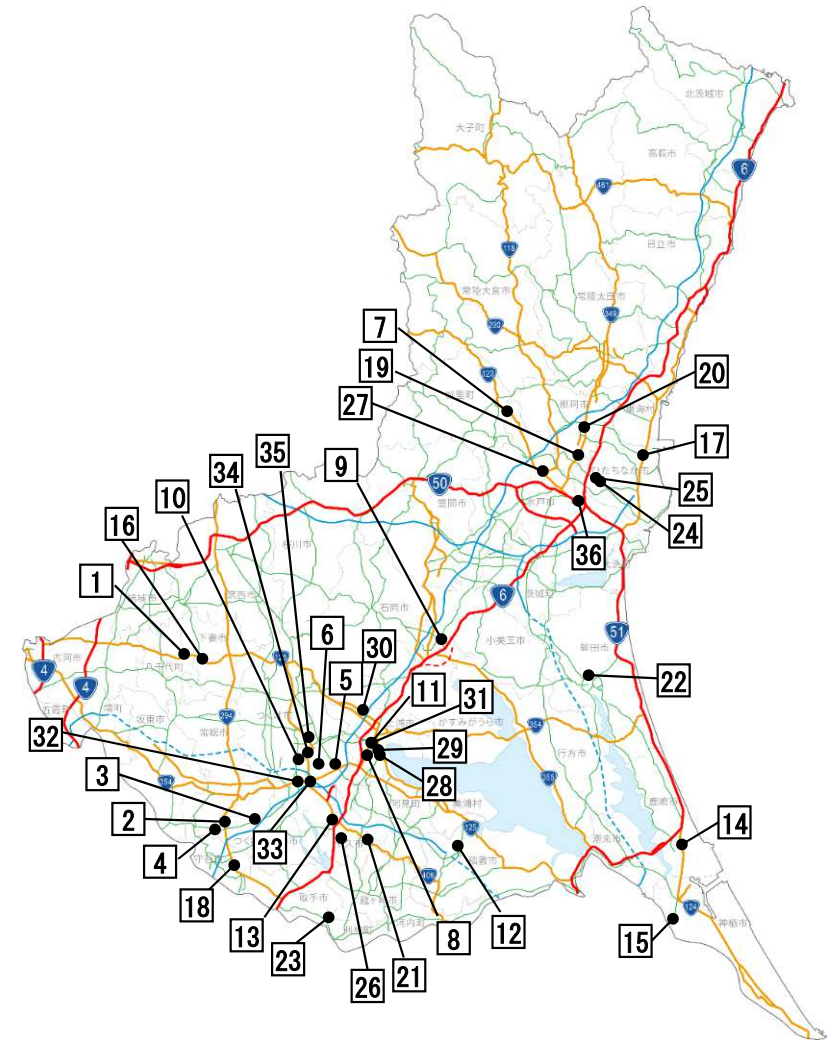 北茨城市
大子町
高萩市
6
461
日立市
118
常陸大宮市
常陸太田市
349
7
293
19
123
20
那珂市
27
東海村
35
34
9
17
10
50
ひたちなか市
25
笠間市
水戸市
24
16
36
桜川市
1
筑西市
6
茨城町
石岡市
6
30
51
下妻市
5
小美玉市
鉾田市
八千代町
11
古河市
4
4
31
22
五霞町
境町
坂東市
294
土浦市
かすみがうら市
354
32
常総市
29
行方市
3
354
28
355
2
阿見町
美浦村
鹿嶋市
33
125
14
4
守谷市
潮来市
稲敷市
18
408
取手市
龍ケ崎市
124
13
12
利根町
河内町
15
神栖市
23
8
26
21